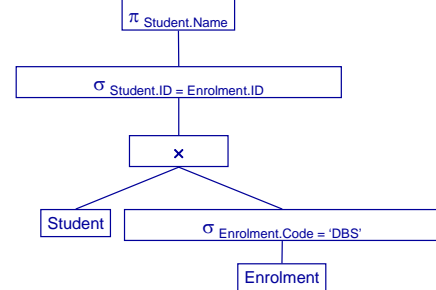 π Student.Name
σ Student.ID = Enrolment.ID
×
Student
σ Enrolment.Code = ‘DBS’
Enrolment